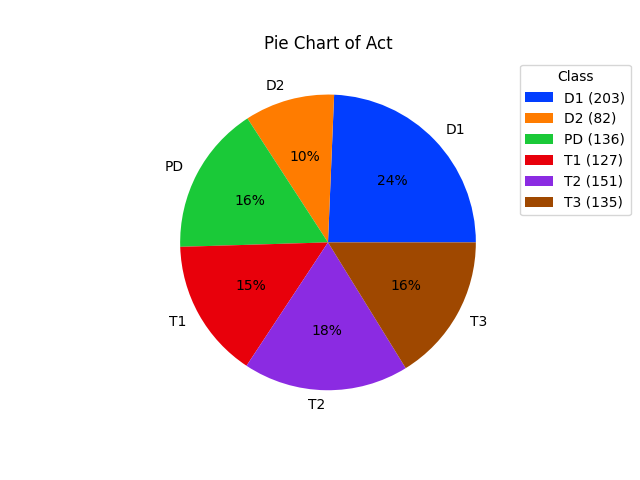 Pie Chart of Act
D2
D1
PD
T1
T2
T3
10%
24%
16%
15%
18%
16%
Class
D1 (203)
D2 (82)
PD (136)
T1 (127)
T2 (151)
T3 (135)